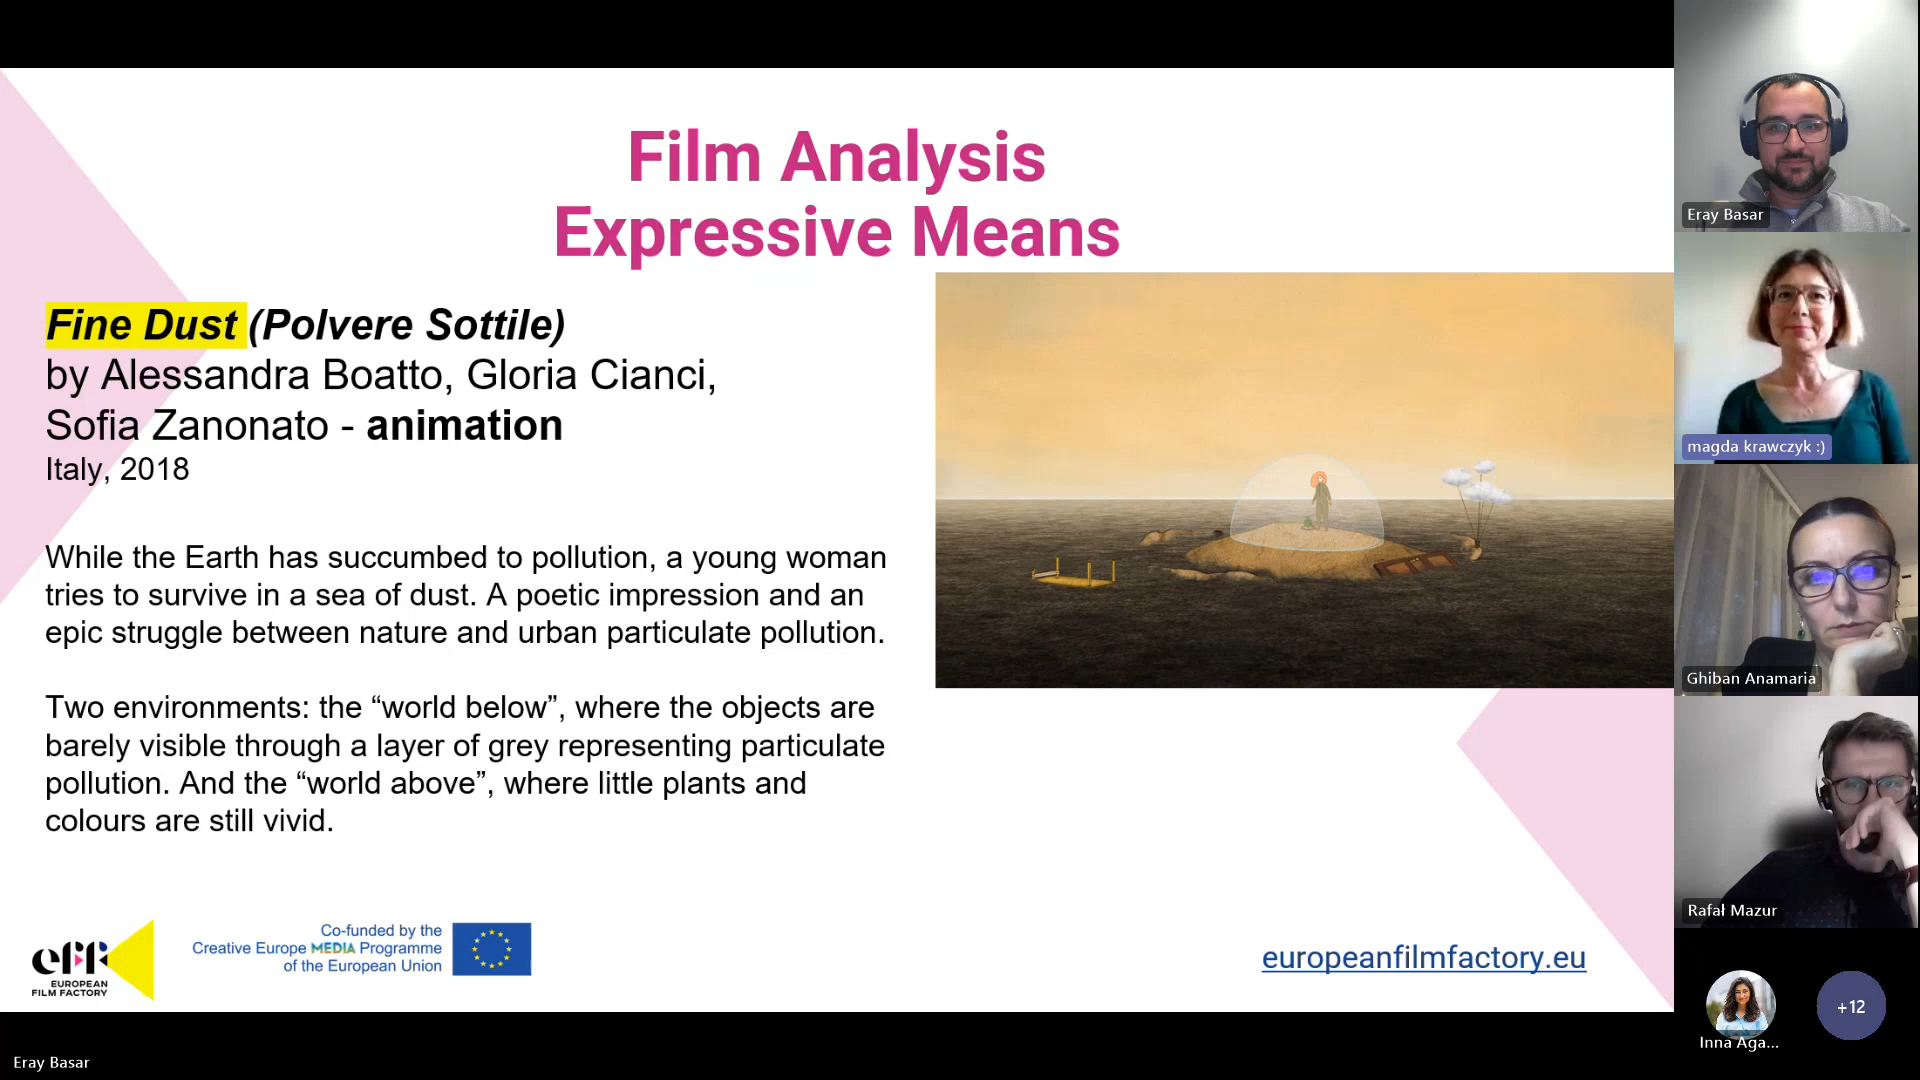 Film Analysis
Expressive Means
Fine Dust (Polvere Sottile)
by Alessandra Boatto, Gloria Cianci,
Sofia Zanonato - animation
Italy, 2018
While the Earth has succumbed to pollution, a young woman
tries to survive in a sea of dust. A poetic impression and an
epic struggle between nature and urban particulate pollution.
Two environments: the “world below”, where the objects are
barely visible through a layer of grey representing particulate
pollution. And the “world above”, where little plants and
colours are still vivid.
eff
EUROPEAN
FILM FACTORY
Co-funded by the
Creative Europe MEDIA Programme
of the European Union
europeanfilmfactory.eu
Eray Basar
Eray Basar
magda krawczyk :)
Ghiban Anamaria
Rafał Mazur
Inna Aga...
+12